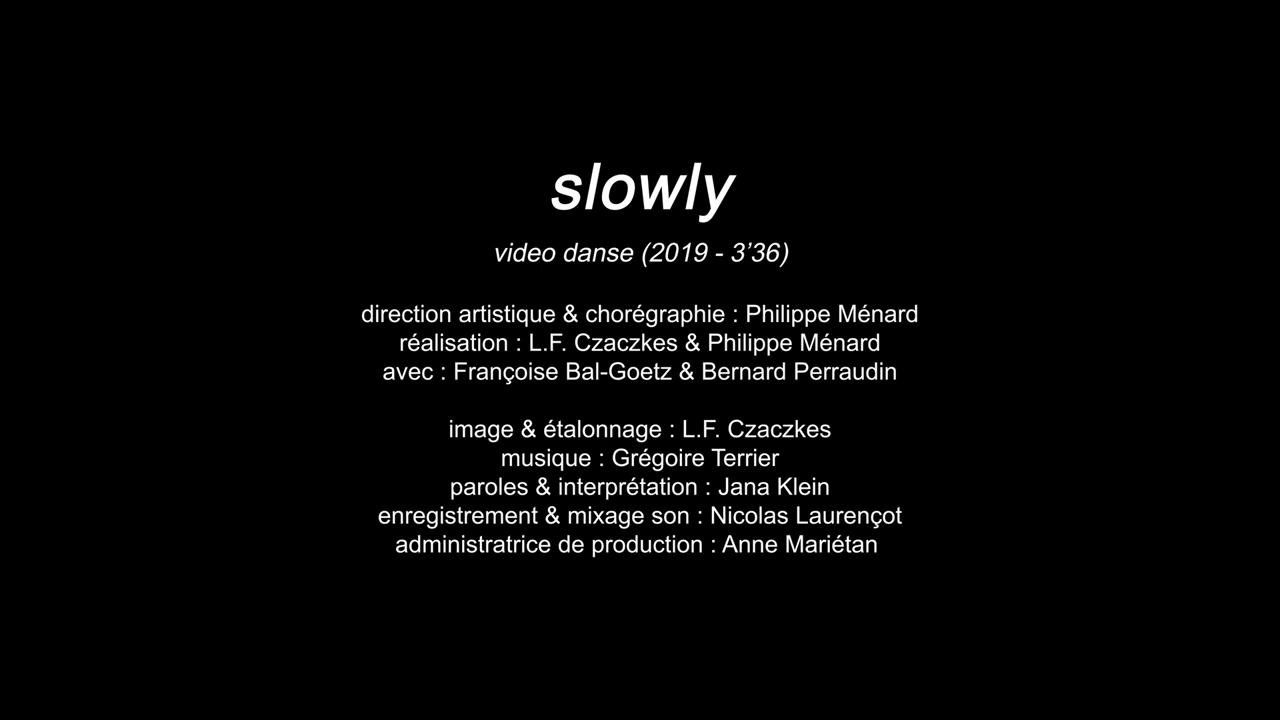 slowly
video danse (2019 - 3’36)
direction artistique & chorégraphie : Philippe Ménard
réalisation : L.F. Czaczkes & Philippe Ménard
avec : Françoise Bal-Goetz & Bernard Perraudin
image & étalonnage : L.F. Czaczkes
musique : Grégoire Terrier
paroles & interprétation : Jana Klein
enregistrement & mixage son : Nicolas Laurençot
administratrice de production : Anne Mariétan